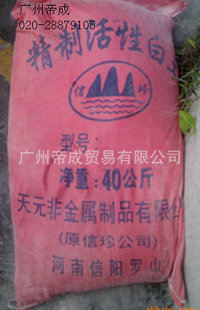 广州帝成
020-28879105
精制活性白土
信 珍
型号:
广州帝成贸易有限公司
净重:40公斤
天元非金属制品有限公
(原信珍公司)
河南信阳罗山